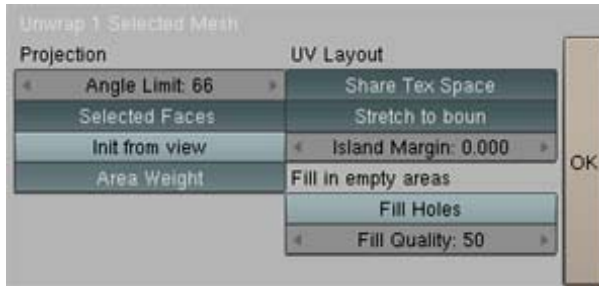 Unwrap 1 Selected Mesh
Projection
Angle Limit: 66
Selected Faces
Init from view
Area Weight
UV Layout
Share Tex Space
Stretch to boun
Island Margin: 0.000
Fill in empty areas
Fill Holes
Fill Quality: 50
OK